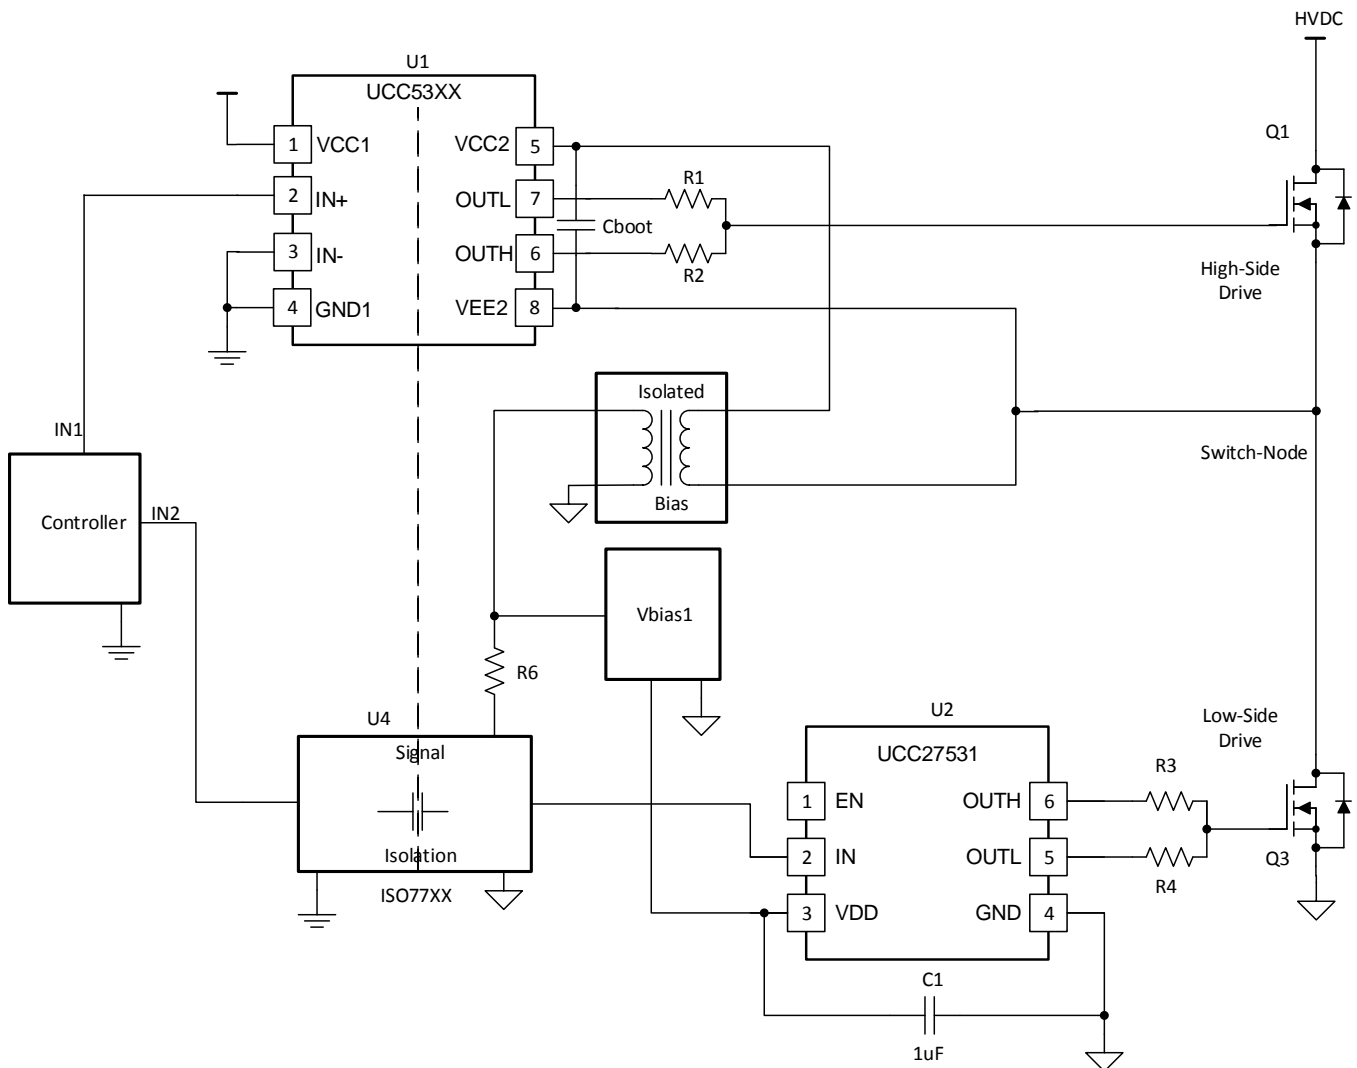 HVDC
U1
UCC53XX
Q1
1 VCC1 VCC2 5
2 IN+ OUTL 7 R1
Cboot
3 IN- OUTH 6 R2
High-Side
Drive
4 GND1 VEE2 8
Isolated
Bias
IN1
Switch-Node
Controller
IN2
Vbias1
R6
U4
Signal
Isolation
ISO77XX
U2
UCC27531
Low-Side
Drive
1 EN OUTH 6 R3
2 IN OUTL 5 R4
Q3
3 VDD GND 4
C1
1uF